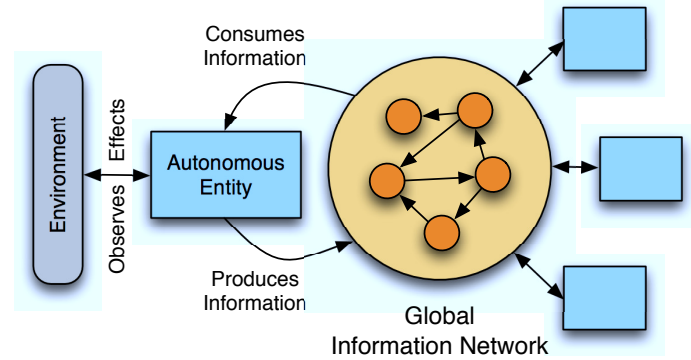 Consumes
Information
Environment
Effects
Observes
Autonomous
Entity
Produces
Information
Global
Information Network